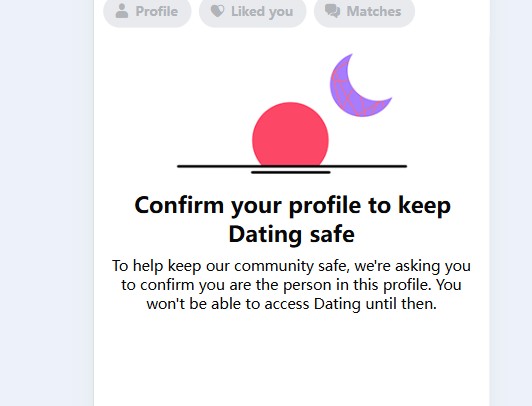 Profile Liked you Matches
Confirm your profile to keep
Dating safe
To help keep our community safe, we're asking you
to confirm you are the person in this profile. You
won't be able to access Dating until then.